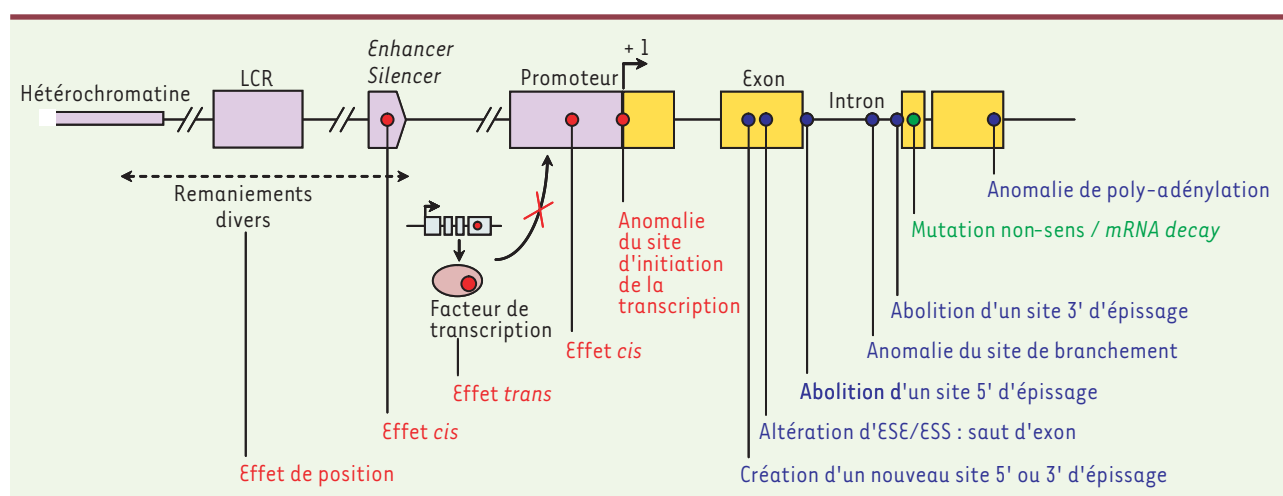 Enhancer
Silencer
+ 1
Hétérochromatine
LCR
Promoteur
Exon
Intron
Remaniements
divers
Facteur de
transcription
Anomalie
du site
d'initiation
de la
transcription
Anomalie de poly-adénylation
Mutation non-sens / mRNA decay
Abolition d'un site 3' d'épissage
Anomalie du site de branchement
Effet cis
Effet trans
Abolition d'un site 5' d'épissage
Effet cis
Altération d'ESE/ESS : saut d'exon
Effet de position
Création d'un nouveau site 5' ou 3' d'épissage